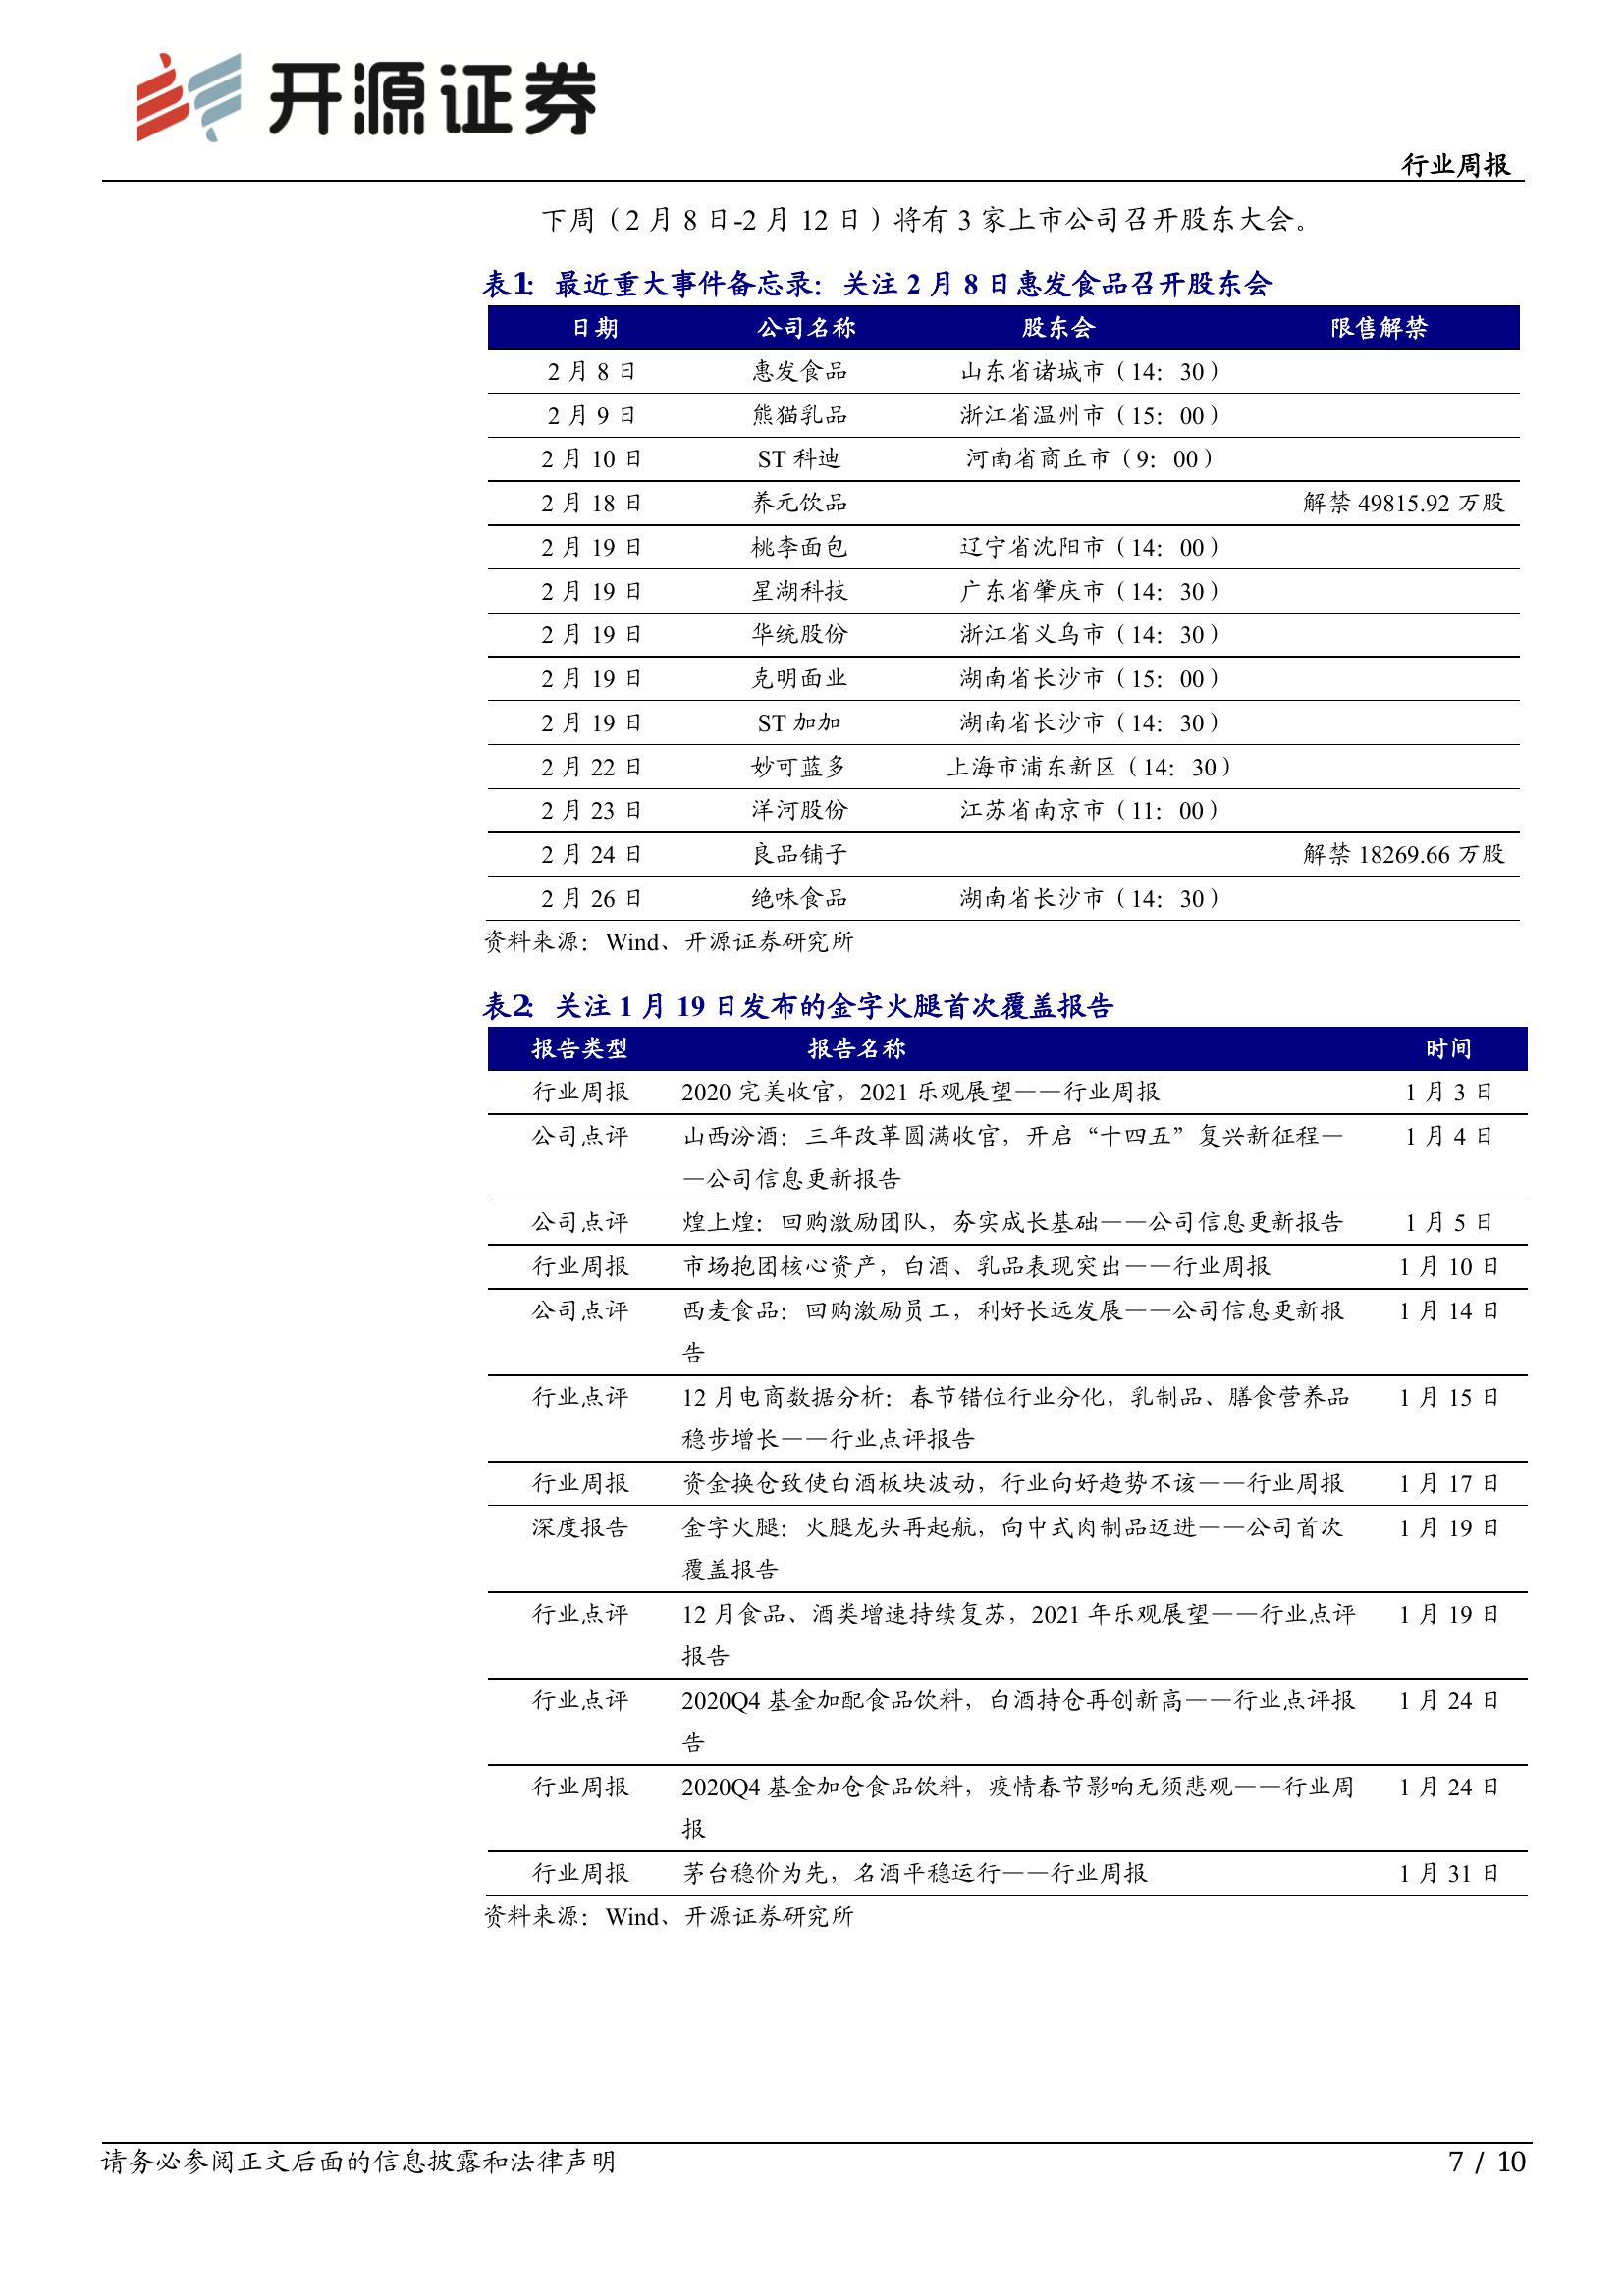 开源证券
行业周报
下周（2 月 8 日-2 月 12 日）将有 3 家上市公司召开股东大会。
表1：最近重大事件备忘录：关注 2 月 8 日惠发食品召开股东会
日期 公司名称 股东会 限售解禁
2 月 8 日 惠发食品 山东省诸城市（14：30）
2 月 9 日 熊猫乳品 浙江省温州市（15：00）
2 月 10 日 ST 科迪 河南省商丘市（9：00）
2 月 18 日 养元饮品 解禁 49815.92 万股
2 月 19 日 桃李面包 辽宁省沈阳市（14：00）
2 月 19 日 星湖科技 广东省肇庆市（14：30）
2 月 19 日 华统股份 浙江省义乌市（14：30）
2 月 19 日 克明面业 湖南省长沙市（15：00）
2 月 19 日 ST 加加 湖南省长沙市（14：30）
2 月 22 日 妙可蓝多 上海市浦东新区（14：30）
2 月 23 日 洋河股份 江苏省南京市（11：00）
2 月 24 日 良品铺子 解禁 18269.66 万股
2 月 26 日 绝味食品 湖南省长沙市（14：30）
资料来源：Wind、开源证券研究所
表2：关注 1 月 19 日发布的金字火腿首次覆盖报告
报告类型 报告名称 时间
行业周报 2020 完美收官，2021 乐观展望——行业周报 1 月 3 日
公司点评 山西汾酒：三年改革圆满收官，开启“十四五”复兴新征程— 1 月 4 日
—公司信息更新报告
公司点评 煌上煌：回购激励团队，夯实成长基础——公司信息更新报告 1 月 5 日
行业周报 市场抱团核心资产，白酒、乳品表现突出——行业周报 1 月 10 日
公司点评 西麦食品：回购激励员工，利好长远发展——公司信息更新报 1 月 14 日
告
行业点评 12 月电商数据分析：春节错位行业分化，乳制品、膳食营养品 1 月 15 日
稳步增长——行业点评报告
行业周报 资金换仓致使白酒板块波动，行业向好趋势不该——行业周报 1 月 17 日
深度报告 金字火腿：火腿龙头再起航，向中式肉制品迈进——公司首次 1 月 19 日
覆盖报告
行业点评 12 月食品、酒类增速持续复苏，2021 年乐观展望——行业点评 1 月 19 日
报告
行业点评 2020Q4 基金加配食品饮料，白酒持仓再创新高——行业点评报 1 月 24 日
告
行业周报 2020Q4 基金加仓食品饮料，疫情春节影响无须悲观——行业周 1 月 24 日
报
行业周报 茅台稳价为先，名酒平稳运行——行业周报 1 月 31 日
资料来源：Wind、开源证券研究所
请务必参阅正文后面的信息披露和法律声明 7 / 10